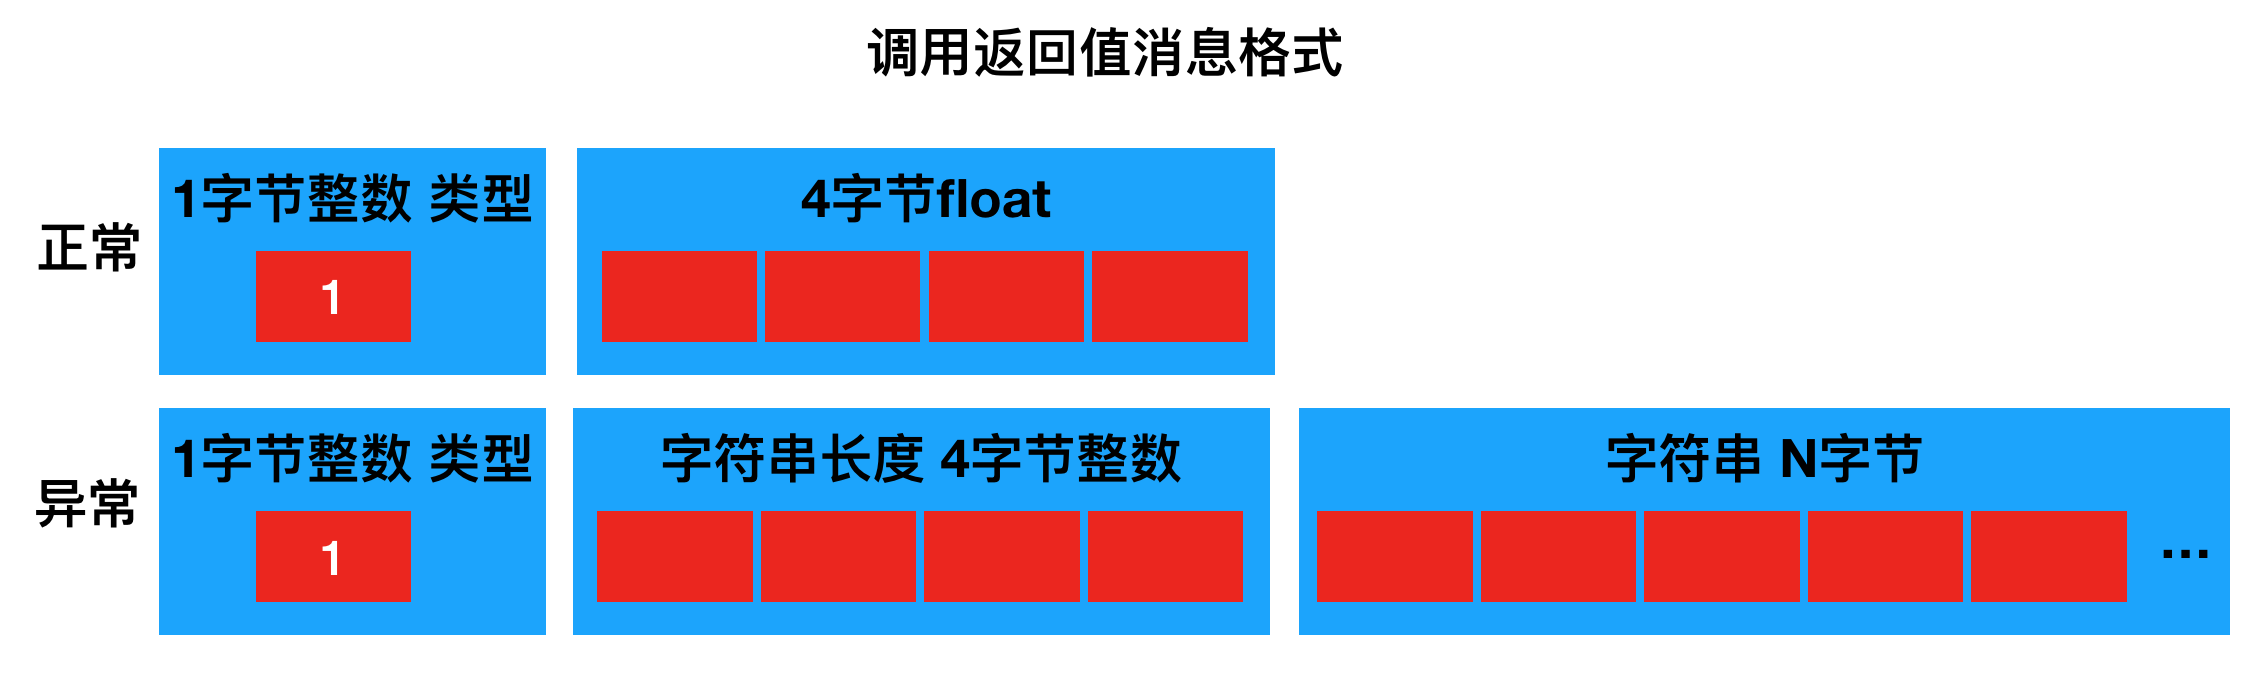 调用返回值消息格式
正常
1字节整数 类型
1
4字节float
异常
1字节整数 类型
1
字符串长度 4字节整数
字符串 N字节
...